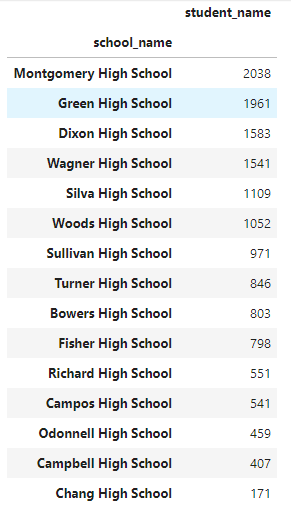 student_name
school_name
Montgomery High School 2038
Green High School 1961
Dixon High School 1583
Wagner High School 1541
Silva High School 1109
Woods High School 1052
Sullivan High School 971
Turner High School 846
Bowers High School 803
Fisher High School 798
Richard High School 551
Campos High School 541
Odonnell High School 459
Campbell High School 407
Chang High School 171